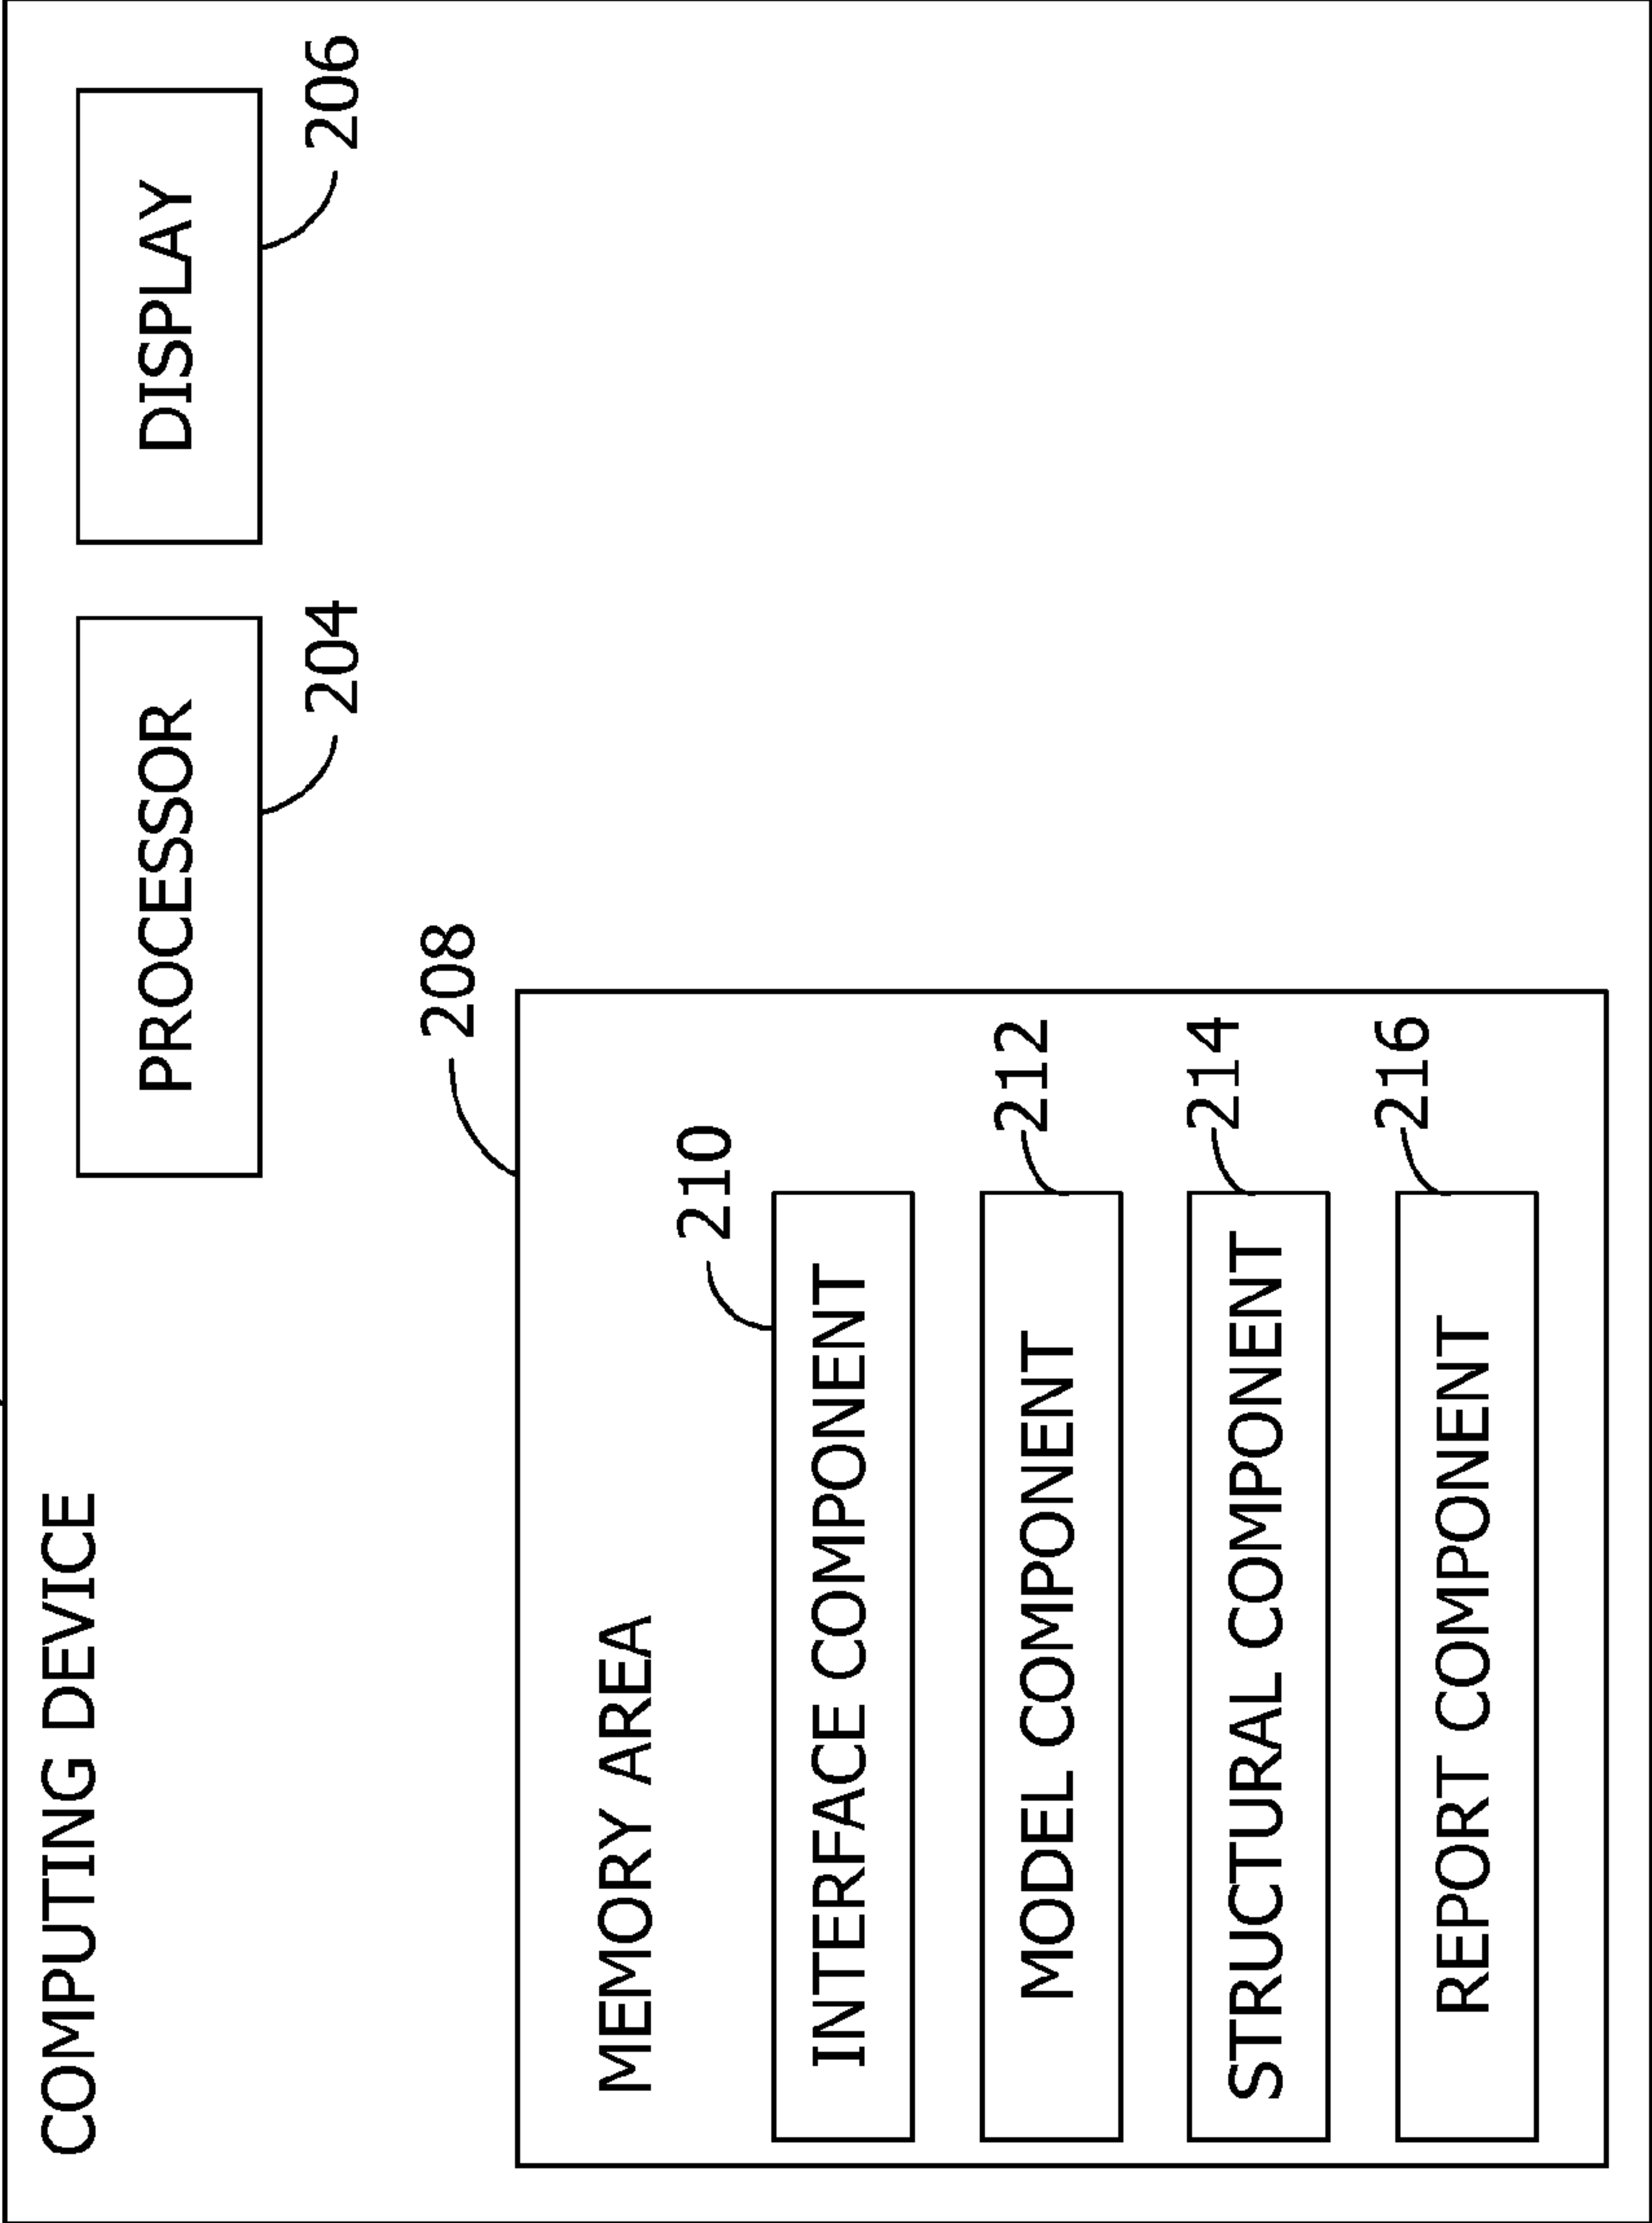 COMPUTING DEVICE
PROCESSOR
204
DISPLAY
206
208
MEMORY AREA
210
INTERFACE COMPONENT
212
MODEL COMPONENT
214
STRUCTURAL COMPONENT
216
REPORT COMPONENT